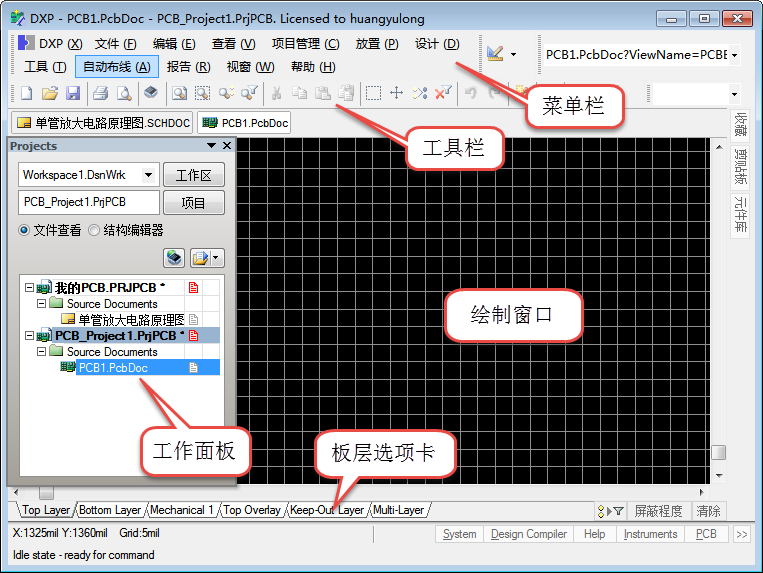 DXP - PCB1.PcbDoc - PCB_Project1.PrjPCB. Licensed to huangyulong
DXP (X) 文件 (F) 编辑 (E) 查看 (V) 项目管理 (C) 放置 (P) 设计 (D)
PCB1.PcbDoc?ViewName=PCBE
工具 (T) 自动布线 (A) 报告 (R) 视窗 (W) 帮助 (H)
菜单栏
单管放大电路原理图.SCHDOC PCB1.PcbDoc
工具栏
收藏
剪贴板
元件库
Projects
Workspace1.DsnWrk 工作区
PCB_Project1.PrjPCB 项目
文件查看 结构编辑器
我的PCB.PRJPCB *
Source Documents
单管放大电路原理图
PCB_Project1.PrjPCB *
Source Documents
PCB1.PcbDoc
绘制窗口
工作面板
板层选项卡
Top Layer Bottom Layer Mechanical 1 Top Overlay Keep-Out Layer Multi-Layer 屏蔽程度 清除
X:1325mil Y:1360mil Grid:5mil
System Design Compiler Help Instruments PCB >>
Idle state - ready for command